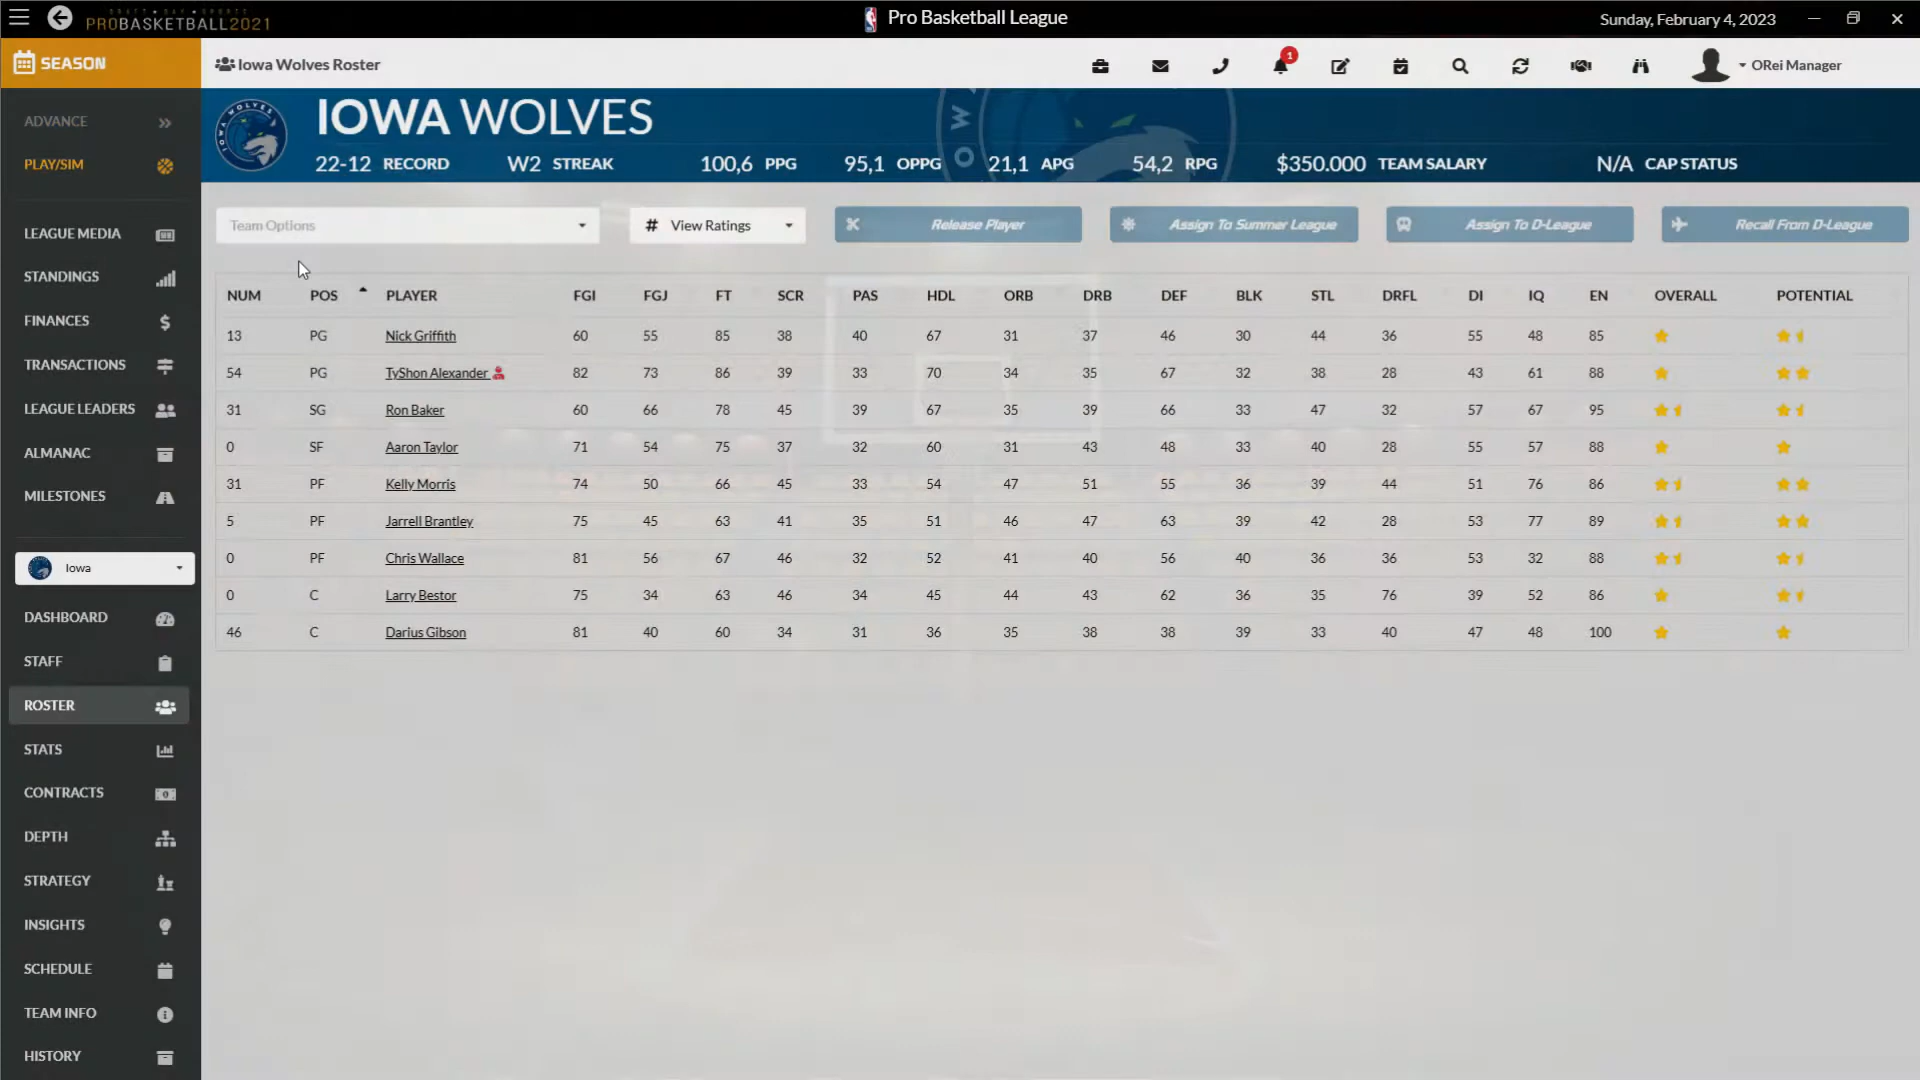 DRAFT DAY SPORTS
PROBASKETBALL2021
Pro Basketball League
Sunday, February 4, 2023
SEASON
Iowa Wolves Roster
1
ORei Manager
IOWA WOLVES
22-12 RECORD W2 STREAK 100,6 PPG 95,1 OPPG 21,1 APG 54,2 RPG $350.000 TEAM SALARY N/A CAP STATUS
Team Options
# View Ratings
Release Player
Assign To Summer League
Assign To D-League
Recall From D-League
NUM POS PLAYER FGI FGJ FT SCR PAS HDL ORB DRB DEF BLK STL DRFL DI IQ EN OVERALL POTENTIAL
13 PG Nick Griffith 60 55 85 38 40 67 31 37 46 30 44 36 55 48 85
54 PG TyShon Alexander 82 73 86 39 33 70 34 35 67 32 38 28 43 61 88
31 SG Ron Baker 60 66 78 45 39 67 35 39 66 33 47 32 57 67 95
0 SF Aaron Taylor 71 54 75 37 32 60 31 43 48 33 40 28 55 57 88
31 PF Kelly Morris 74 50 66 45 33 54 47 51 55 36 39 44 51 76 86
5 PF Jarrell Brantley 75 45 63 41 35 51 46 47 63 39 42 28 53 77 89
0 PF Chris Wallace 81 56 67 46 32 52 41 40 56 40 36 36 53 32 88
0 C Larry Bestor 75 34 63 46 34 45 44 43 62 36 35 76 39 52 86
46 C Darius Gibson 81 40 60 34 31 36 35 38 38 39 33 40 47 48 100
ADVANCE
PLAY/SIM
LEAGUE MEDIA
STANDINGS
FINANCES
TRANSACTIONS
LEAGUE LEADERS
ALMANAC
MILESTONES
Iowa
DASHBOARD
STAFF
ROSTER
STATS
CONTRACTS
DEPTH
STRATEGY
INSIGHTS
SCHEDULE
TEAM INFO
HISTORY